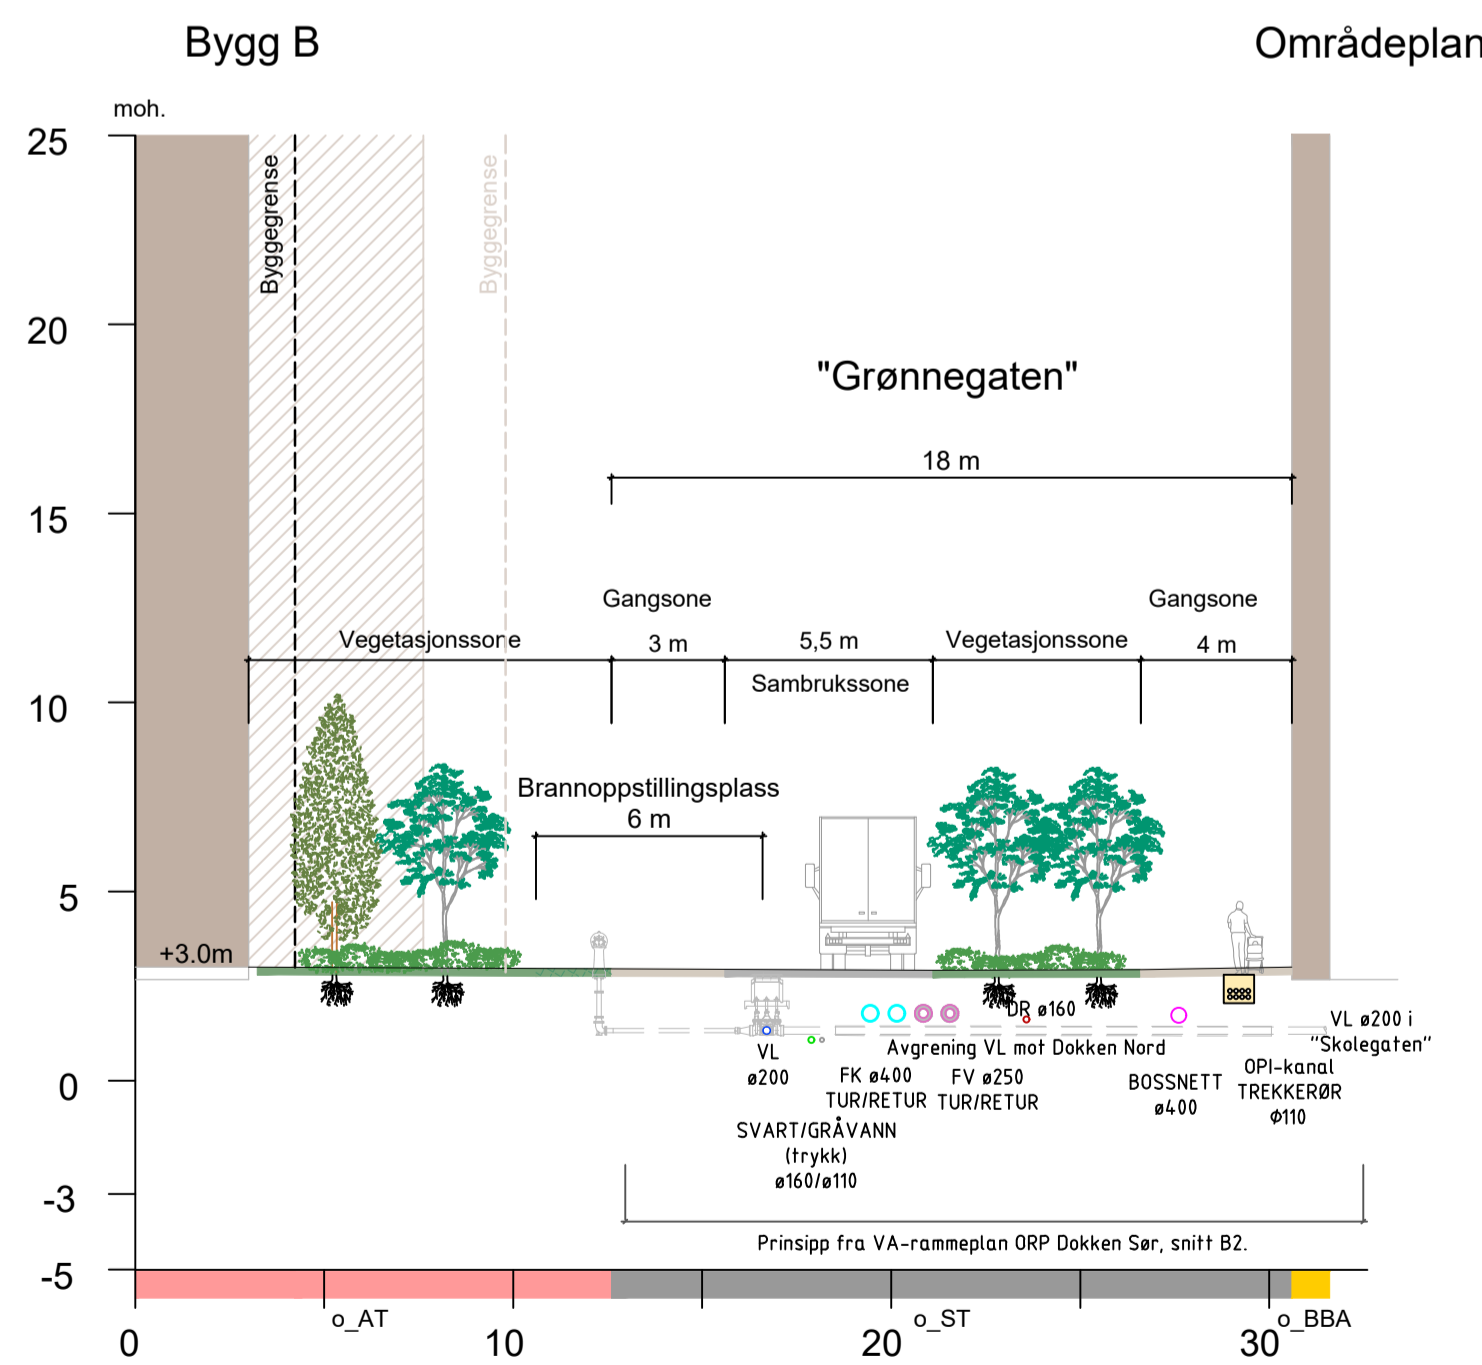 Bygg B
Områdeplan
moh.
25
20
15
10
5
0
-3
-5
Byggegrense
Byggegrense
"Grønnegaten"
18 m
Gangsone
Gangsone
Vegetasjonssone
3 m
5,5 m
Vegetasjonssone
4 m
Sambrukssone
Brannoppstillingsplass
6 m
+3.0m
DR ø160
VL ø200 i
"Skolegaten"
VL
ø200
Avgrening VL mot Dokken Nord
FK ø400
TUR/RETUR
FV ø250
TUR/RETUR
BOSSNETT
ø400
OPI-kanal
TREKKERØR
Φ110
SVART/GRÅVANN
(trykk)
ø160/ø110
Prinsipp fra VA-rammeplan ORP Dokken Sør, snitt B2.
o_AT
o_ST
o_BBA
0
10
20
30